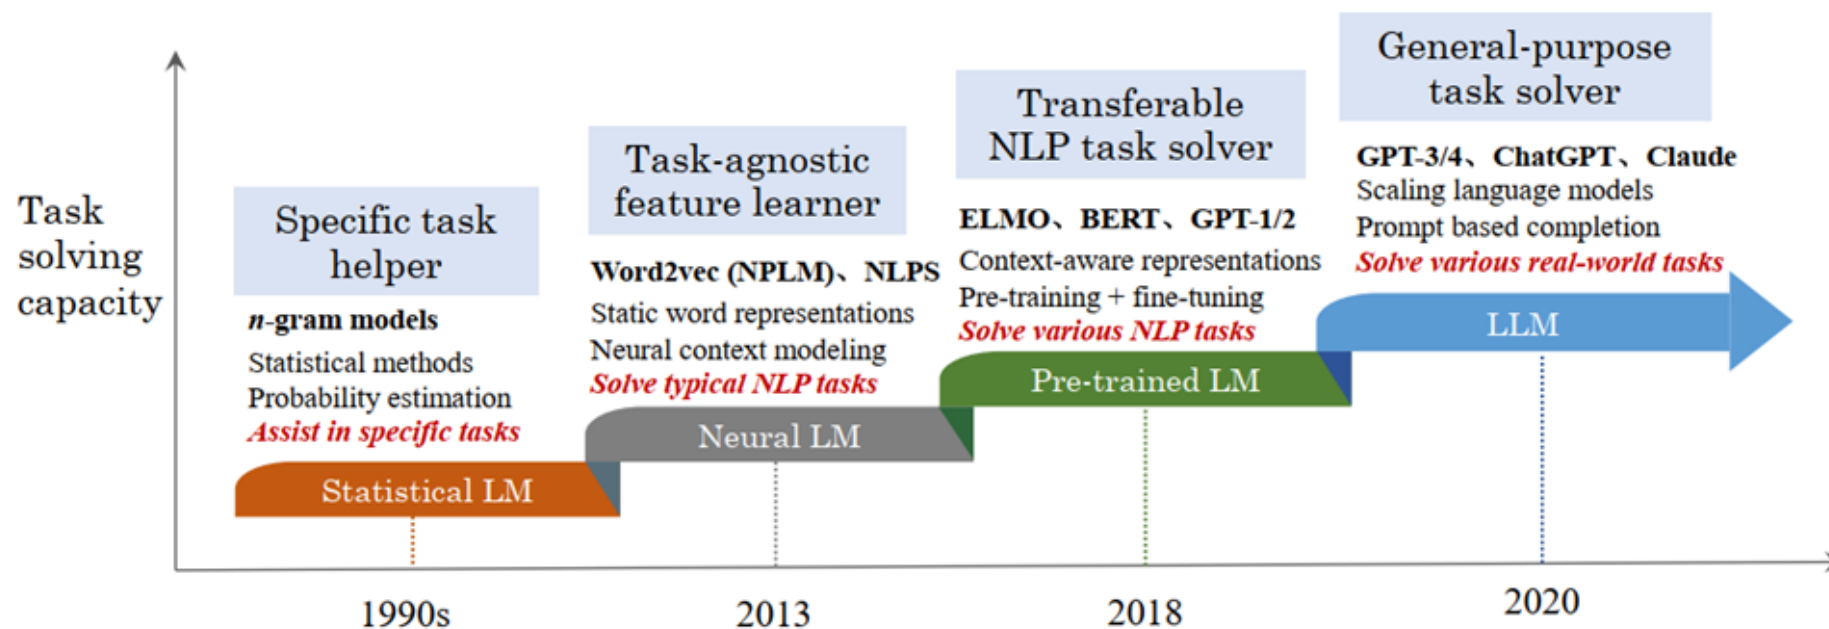 Task
solving
capacity
Specific task
helper
n-gram models
Statistical methods
Probability estimation
Assist in specific tasks
Statistical LM
1990s
Task-agnostic
feature learner
Word2vec (NPLM)、NLPS
Static word representations
Neural context modeling
Solve typical NLP tasks
Neural LM
2013
Transferable
NLP task solver
ELMO、BERT、GPT-1/2
Context-aware representations
Pre-training + fine-tuning
Solve various NLP tasks
Pre-trained LM
2018
General-purpose
task solver
GPT-3/4、ChatGPT、Claude
Scaling language models
Prompt based completion
Solve various real-world tasks
LLM
2020